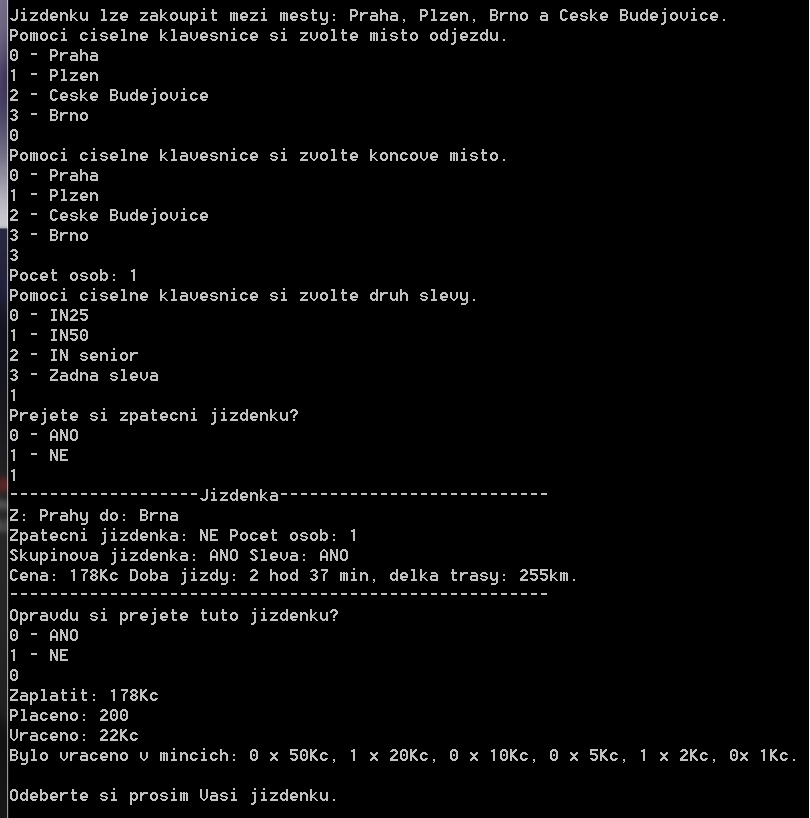 Jizdenku lze zakoupit mezi mesty: Praha, Plzen, Brno a Ceske Budejovice.
Pomoci ciselne klavesnice si zvolte misto odjezdu.
0 - Praha
1 - Plzen
2 - Ceske Budejovice
3 - Brno
0
Pomoci ciselne klavesnice si zvolte koncove misto.
0 - Praha
1 - Plzen
2 - Ceske Budejovice
3 - Brno
3
Pocet osob: 1
Pomoci ciselne klavesnice si zvolte druh slevy.
0 - IN25
1 - IN50
2 - IN senior
3 - Zadna sleva
1
Prejete si zpatecni jizdenku?
0 - ANO
1 - NE
1
-------------------Jizdenka---------------------------
Z: Prahy do: Brna
Zpatecni jizdenka: NE Pocet osob: 1
Skupinova jizdenka: ANO Sleva: ANO
Cena: 178Kc Doba jizdy: 2 hod 37 min, delka trasy: 255km.
------------------------------------------------------
Opravdu si prejete tuto jizdenku?
0 - ANO
1 - NE
0
Zaplatit: 178Kc
Placeno: 200
Vraceno: 22Kc
Bylo vraceno v mincich: 0 x 50Kc, 1 x 20Kc, 0 x 10Kc, 0 x 5Kc, 1 x 2Kc, 0x 1Kc.
Odeberte si prosim Vasi jizdenku.